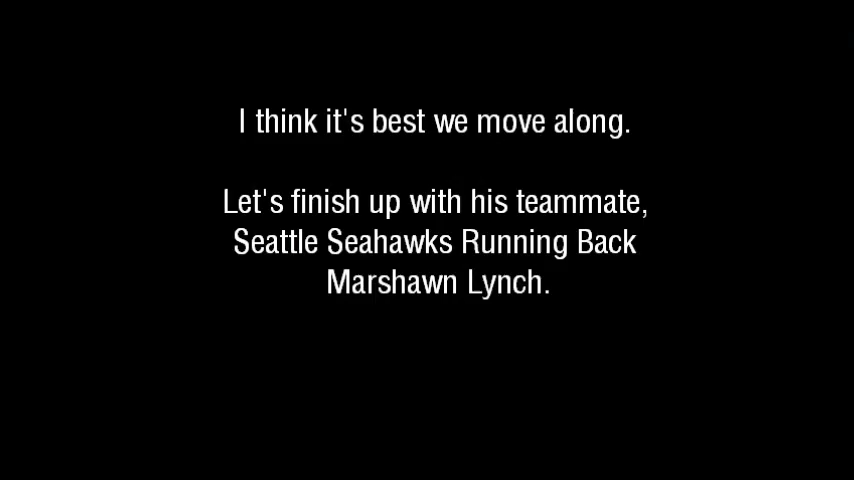 I think it's best we move along.
Let's finish up with his teammate,
Seattle Seahawks Running Back
Marshawn Lynch.